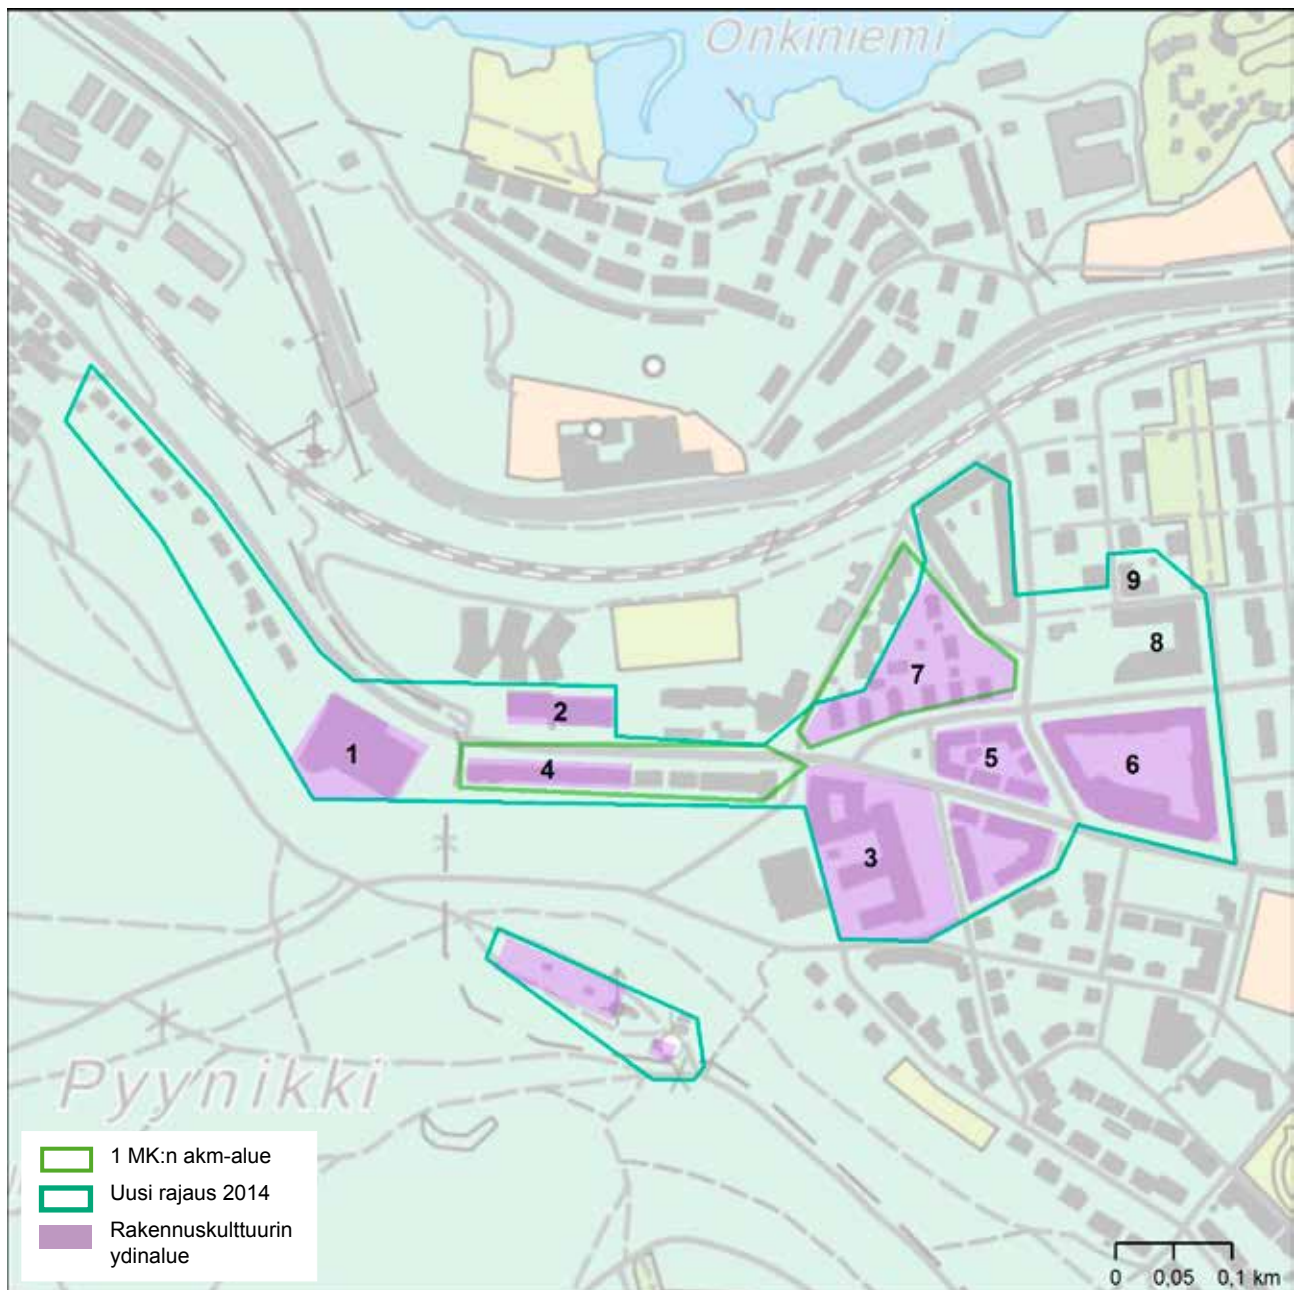 Onkiniemi
9
8
7
2
1
4
5
6
3
Pyynikki
1 MK:n akm-alue
Uusi rajaus 2014
Rakennuskulttuurin
ydinalue
0 0,05 0,1 km